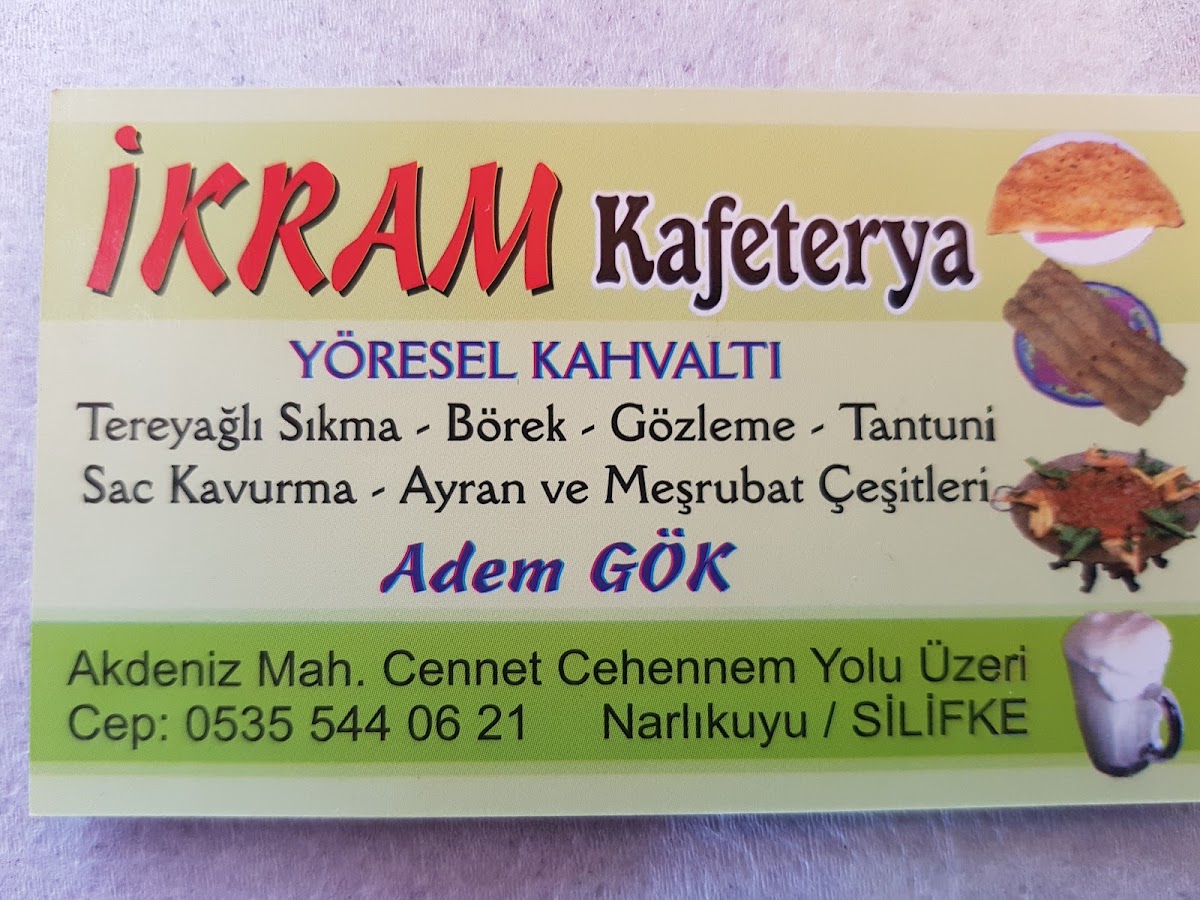 İKRAM Kafeterya
YÖRESEL KAHVALTI
Tereyağlı Sıkma - Börek - Gözleme - Tantuni
Sac Kavurma - Ayran ve Meşrubat Çeşitleri
Adem GÖK
Akdeniz Mah. Cennet Cehennem Yolu Üzeri
Cep: 0535 544 06 21 Narlıkuyu / SİLİFKE